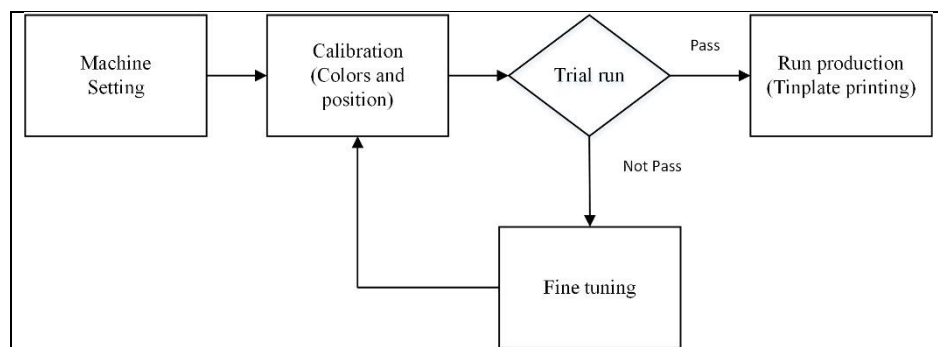 Machine
Setting
Calibration
(Colors and
position)
Trial run
Pass
Run production
(Tinplate printing)
Not Pass
Fine tuning